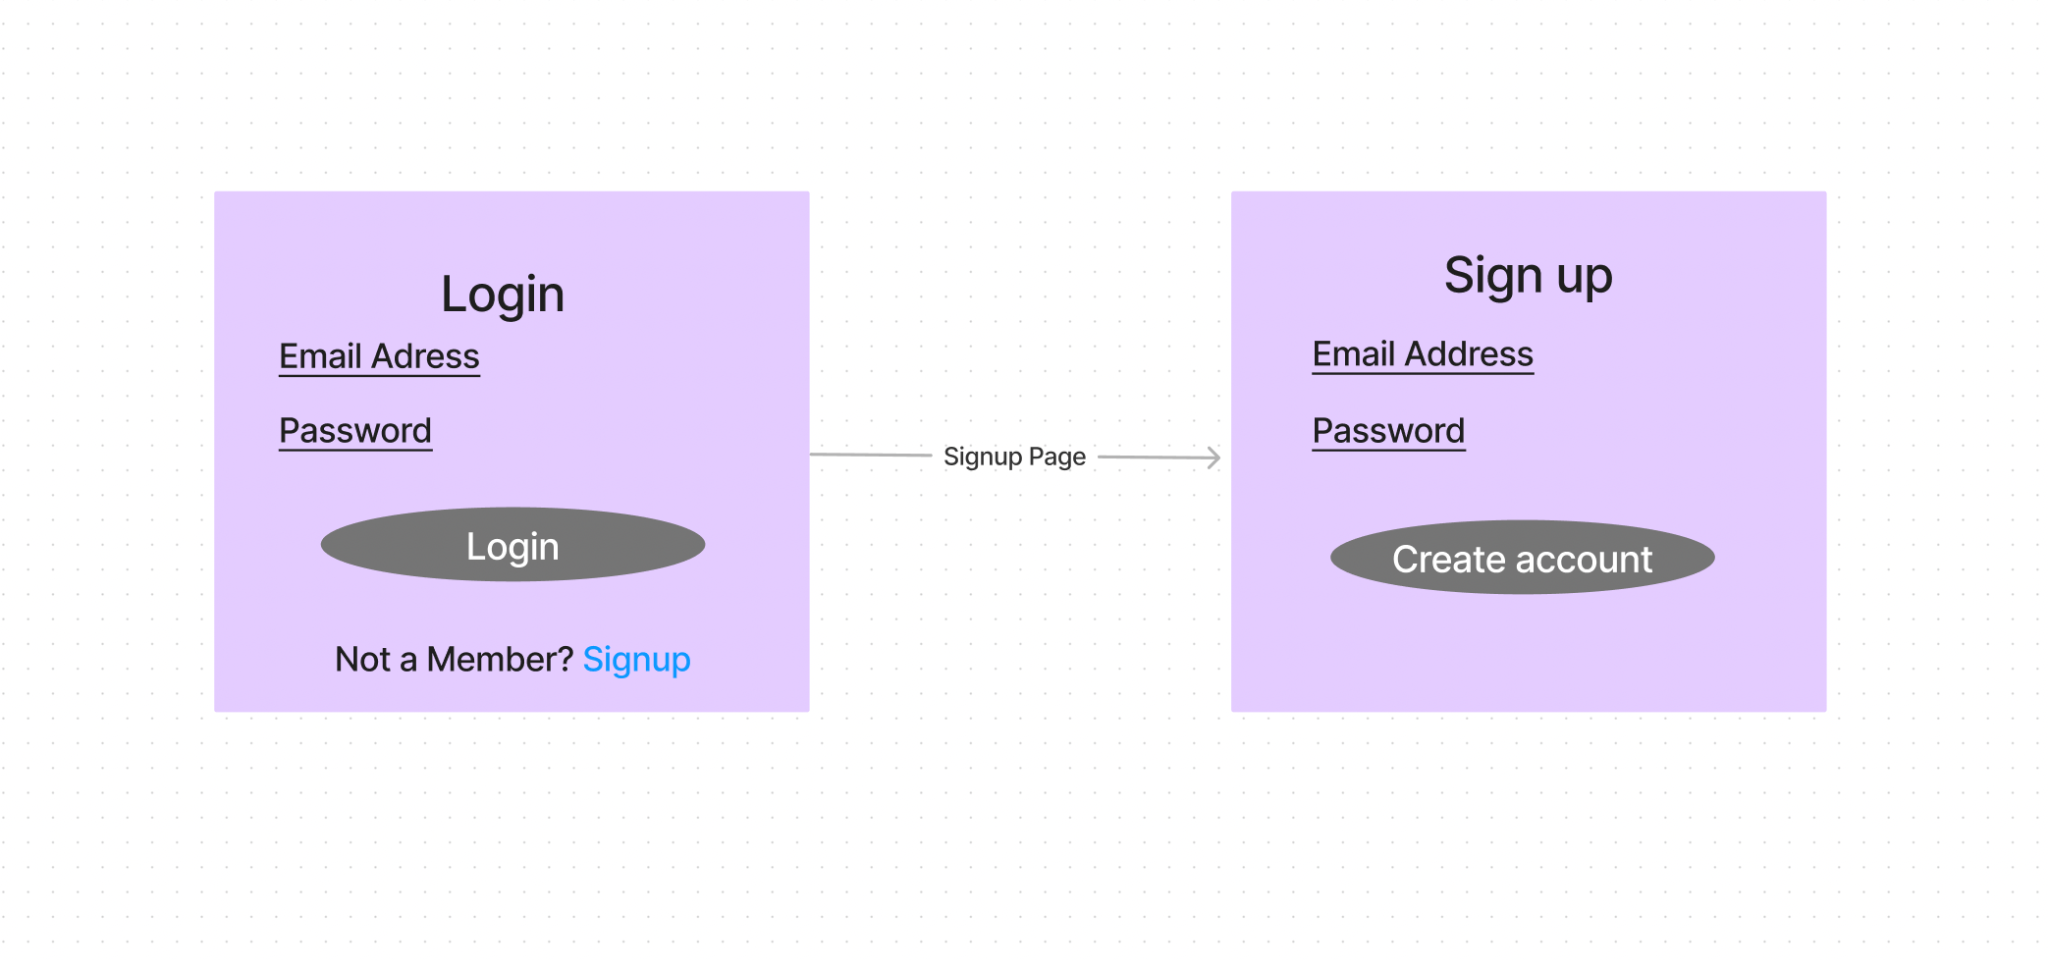 Login
Email Adress
Password
Login
Not a Member? Signup
Signup Page
Sign up
Email Address
Password
Create account